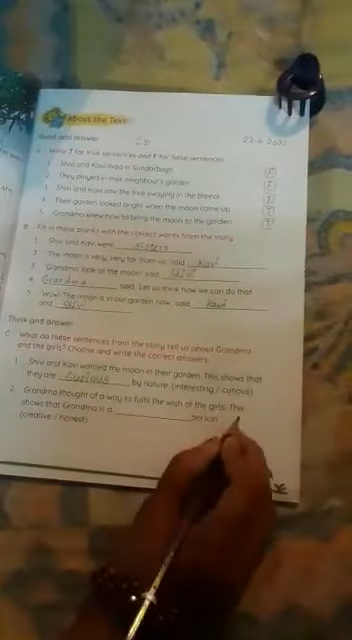 About the Text
Read and answer
C.b
22.6.2021
A. Write T for true sentences and F for false sentences
1. Shivi and Kavi lived in Sundarbagh.
2. They played in their neighbour's garden.
3. Shivi and Kavi saw the tree swaying in the breeze
4. Their garden looked bright when the moon came up
5. Grandma knew how to bring the moon to the garden
B. Fill in these blanks with the correct words from the story
1. Shivi and Kavi were sisters
2. The moon is very, very far from us, said Kavi
3. Grandma, look at the moon! said Shivi
4. Grandma said, Let us think how we can do that
5. Wow! The moon is in our garden now, said Kavi
and Shivi
Think and answer
C. What do these sentences from the story tell us about Grandma
and the girls? Choose and write the correct answers.
1. Shivi and Kavi wanted the moon in their garden. This shows that
they are curious by nature (interesting / curious)
2. Grandma thought of a way to fulfil the wish of the girls. This
shows that Grandma is a person
(creative / honest)